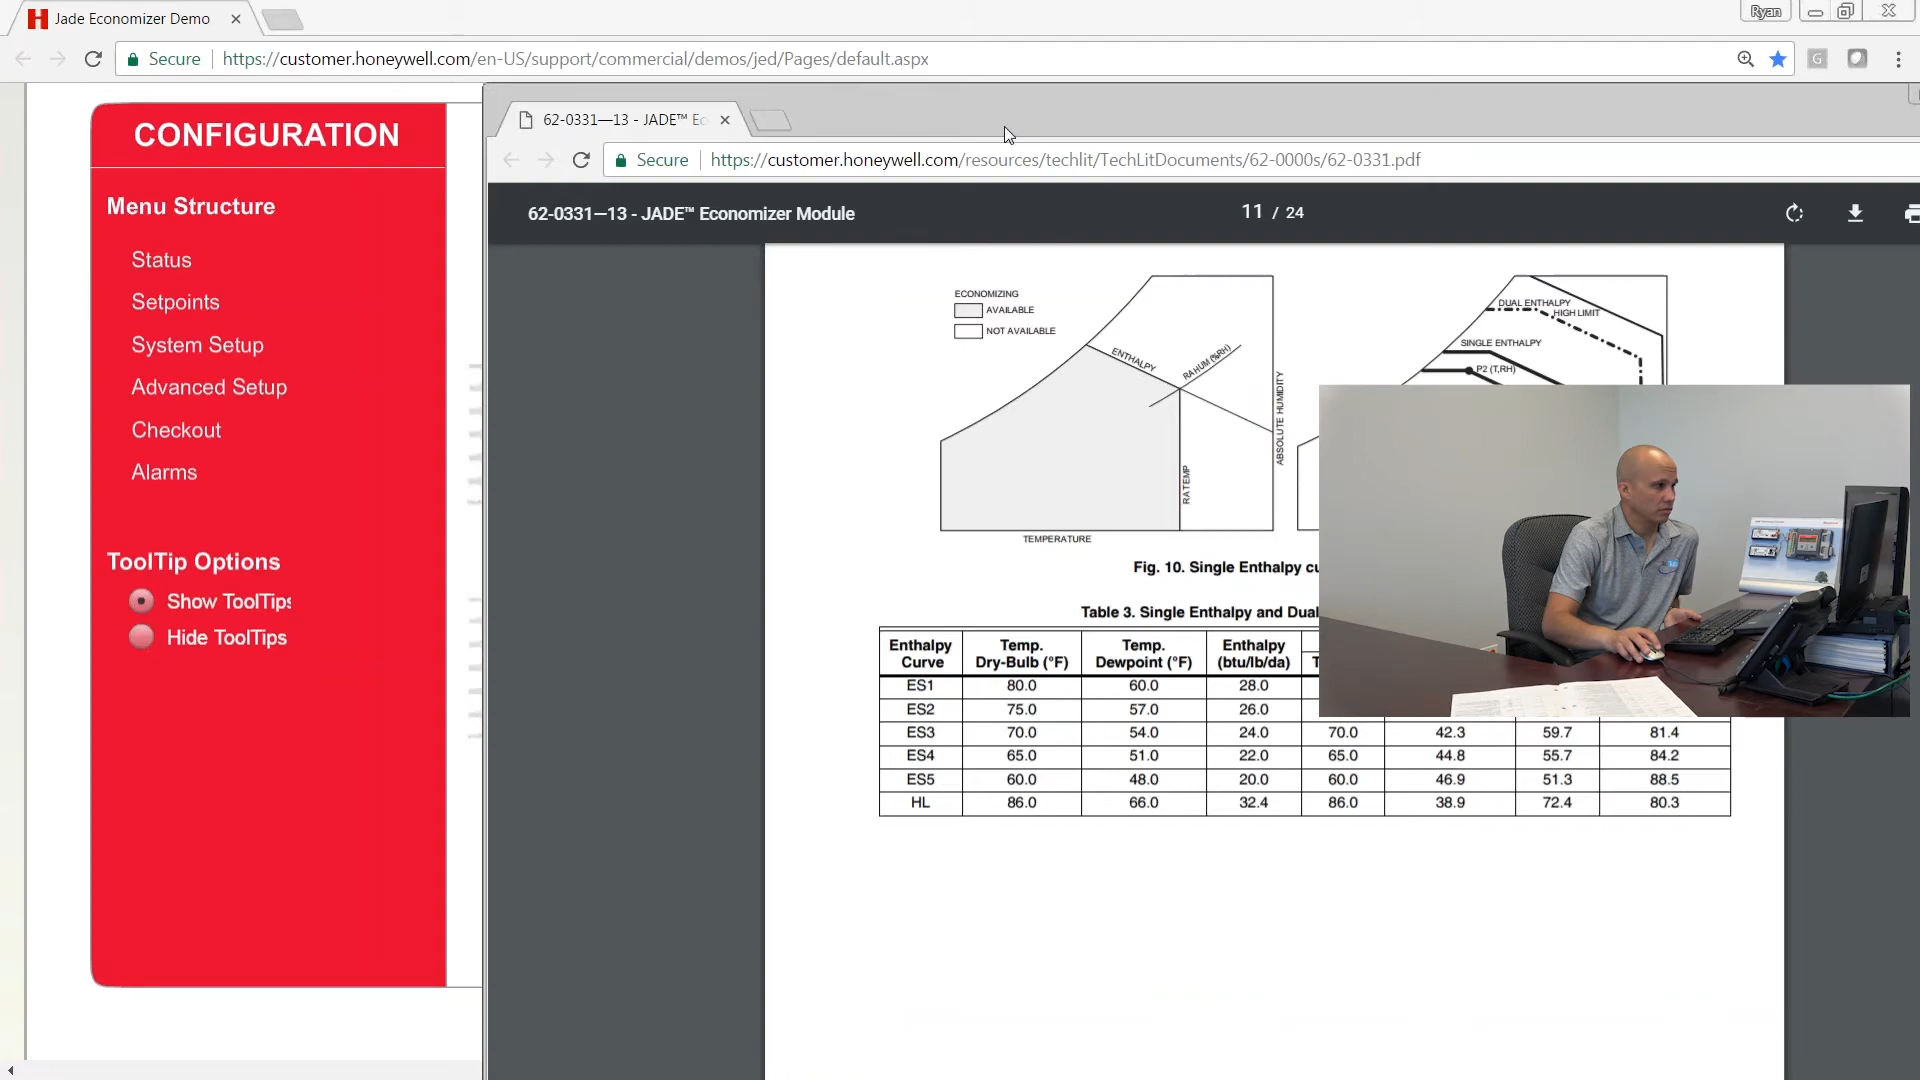 Jade Economizer Demo
Ryan
Secure
https://customer.honeywell.com/en-US/support/commercial/demos/jed/Pages/default.aspx
CONFIGURATION
Menu Structure
Status
Setpoints
System Setup
Advanced Setup
Checkout
Alarms
ToolTip Options
Show ToolTips
Hide ToolTips
62-0331—13 - JADE™ Ec
Secure
https://customer.honeywell.com/resources/techlit/TechLitDocuments/62-0000s/62-0331.pdf
62-0331—13 - JADE™ Economizer Module
11 / 24
ECONOMIZING
AVAILABLE
NOT AVAILABLE
ENTHALPY
RA HUM (%RH)
ABSOLUTE HUMIDITY
RA TEMP
TEMPERATURE
DUAL ENTHALPY
HIGH LIMIT
SINGLE ENTHALPY
P2 (T,RH)
Fig. 10. Single Enthalpy cu
Table 3. Single Enthalpy and Dual
Enthalpy Curve Temp. Dry-Bulb (°F) Temp. Dewpoint (°F) Enthalpy (btu/lb/da) T
ES1 80.0 60.0 28.0
ES2 75.0 57.0 26.0
ES3 70.0 54.0 24.0 70.0 42.3 59.7 81.4
ES4 65.0 51.0 22.0 65.0 44.8 55.7 84.2
ES5 60.0 48.0 20.0 60.0 46.9 51.3 88.5
HL 86.0 66.0 32.4 86.0 38.9 72.4 80.3